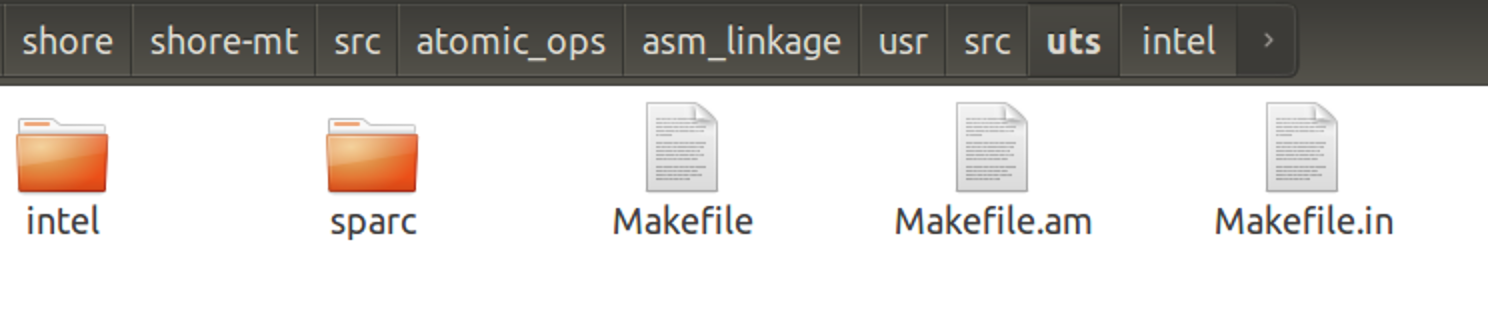 shore shore-mt src atomic_ops asm_linkage usr src uts intel
intel sparc Makefile Makefile.am Makefile.in